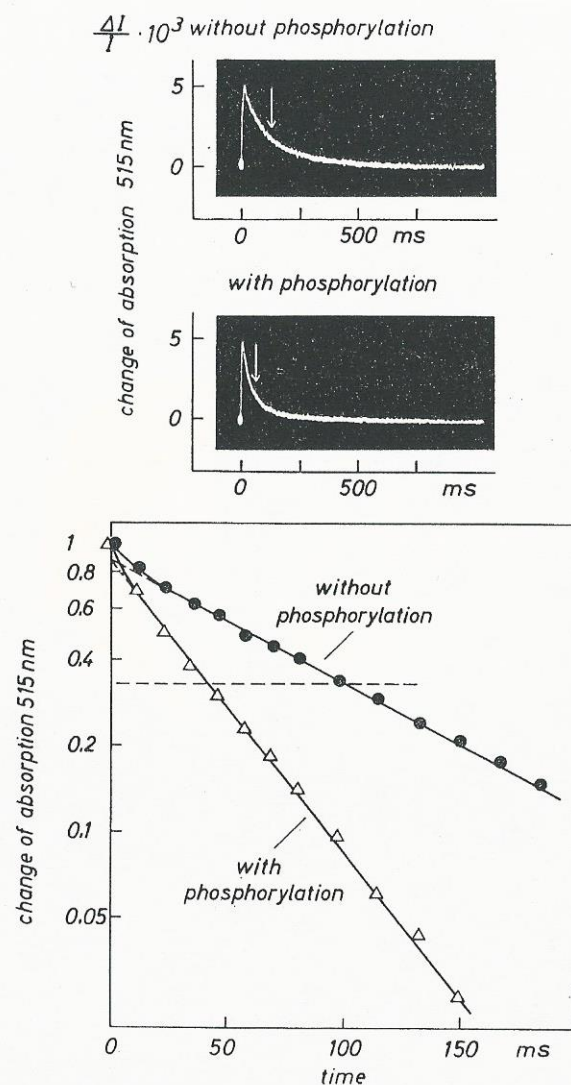 ΔI/I · 10³ without phosphorylation
5
0
0 500 ms
with phosphorylation
5
0
0 500 ms
change of absorption 515 nm
1
0.8
0.6
0.4
0.2
0.1
0.05
without
phosphorylation
with
phosphorylation
change of absorption 515 nm
0 50 100 150 ms
time